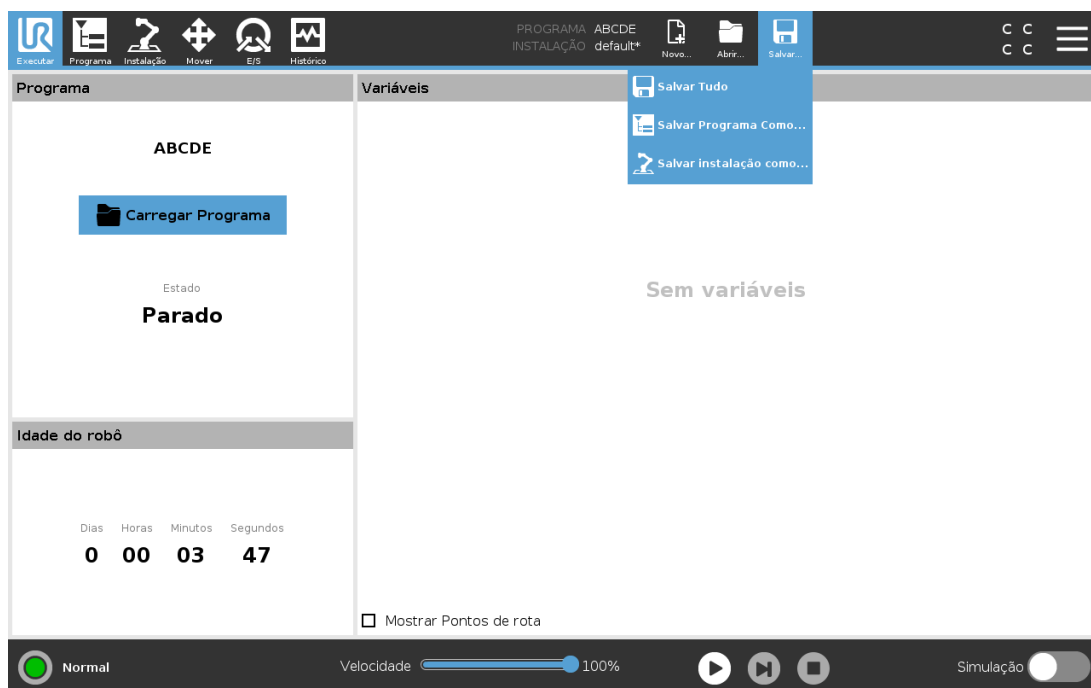 Executar Programa Instalação Mover E/S Histórico
PROGRAMA ABCDE
INSTALAÇÃO default*
Novo... Abrir... Salvar...
C C
C C
Salvar Tudo
Salvar Programa Como...
Salvar instalação como...
Programa
ABCDE
Carregar Programa
Estado
Parado
Variáveis
Sem variáveis
Mostrar Pontos de rota
Idade do robô
Dias Horas Minutos Segundos
0 00 03 47
Normal
Velocidade 100%
Simulação